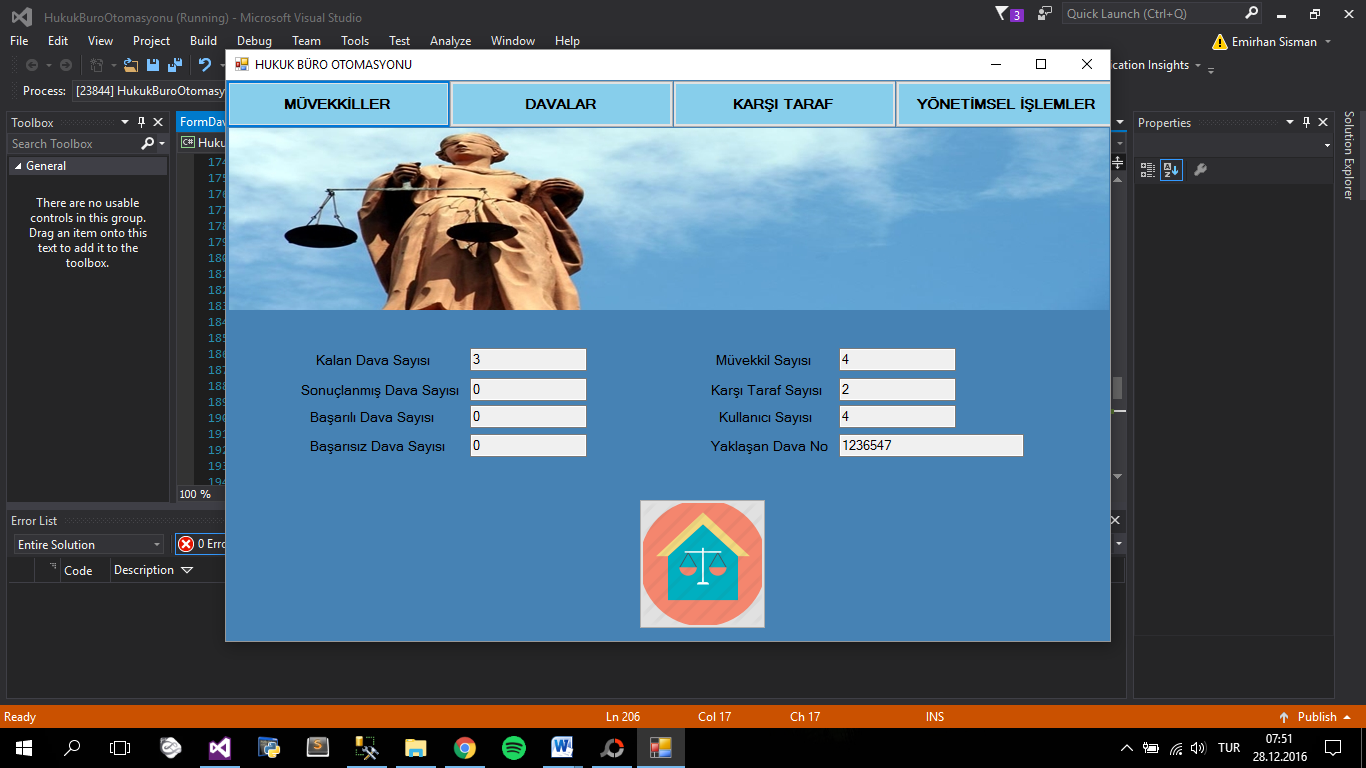 HukukBuroOtomasyonu (Running) - Microsoft Visual Studio
3
Quick Launch (Ctrl+Q)
File Edit View Project Build Debug Team Tools Test Analyze Window Help
Emirhan Sisman
Process: [23844] HukukBuroOtomasy
cation Insights
HUKUK BÜRO OTOMASYONU
MÜVEKKİLLER DAVALAR KARŞI TARAF YÖNETİMSEL İŞLEMLER
Toolbox
Search Toolbox
General
There are no usable
controls in this group.
Drag an item onto this
text to add it to the
toolbox.
FormDav
C# Huku
174
175
176
177
178
179
180
181
182
183
184
185
186
187
188
189
190
191
192
193
194
100 %
Properties
Solution Explorer
Kalan Dava Sayısı 3
Sonuçlanmış Dava Sayısı 0
Başarılı Dava Sayısı 0
Başarısız Dava Sayısı 0
Müvekkil Sayısı 4
Karşı Taraf Sayısı 2
Kullanıcı Sayısı 4
Yaklaşan Dava No 1236547
Error List
Entire Solution
0 Erro
Code Description
Ready Ln 206 Col 17 Ch 17 INS Publish
TUR
07:51
28.12.2016